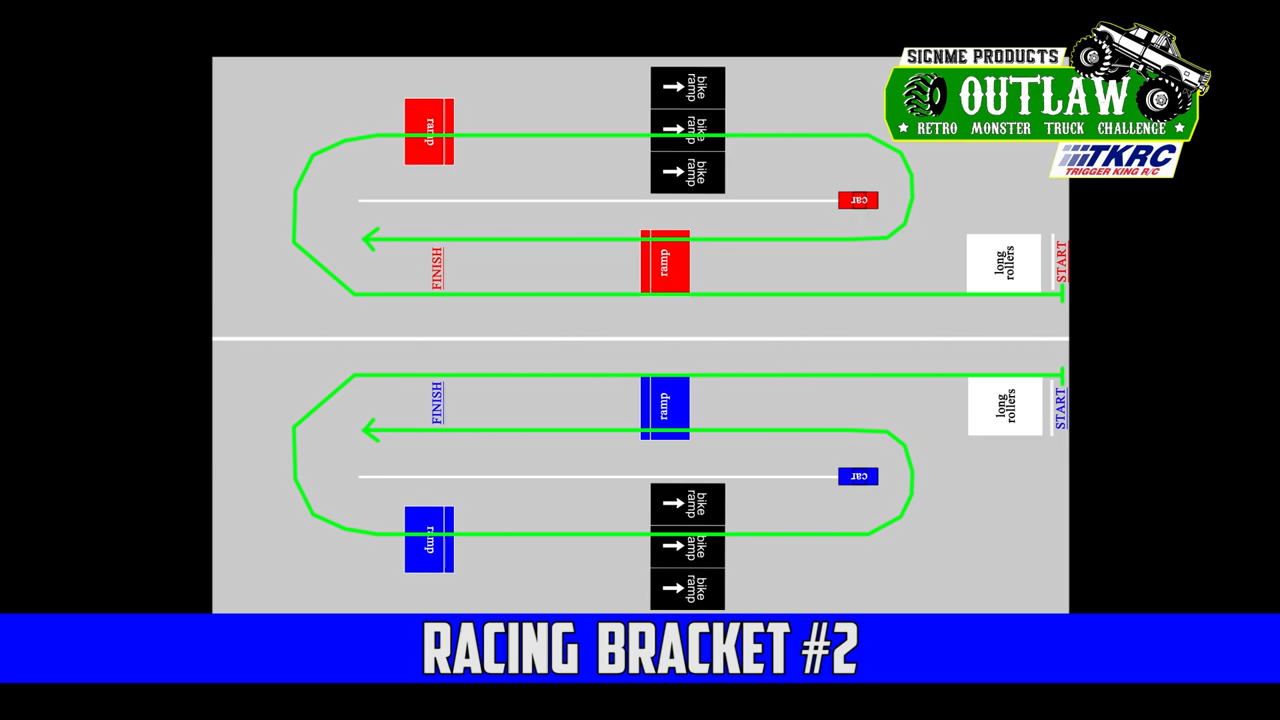 SICNME PRODUCTS
OUTLAW
RETRO MONSTER TRUCK CHALLENGE
TKRC
TRIGGER KING R/C
ramp
bike ramp
bike ramp
bike ramp
car
FINISH
ramp
long rollers
START
FINISH
ramp
long rollers
START
car
ramp
bike ramp
bike ramp
bike ramp
RACING BRACKET #2